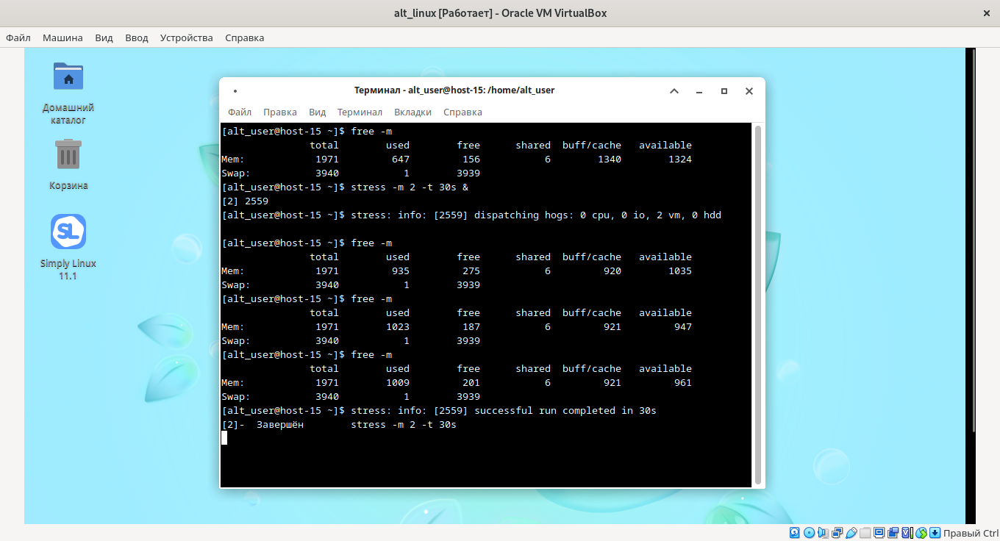 alt_linux [Работает] - Oracle VM VirtualBox
Файл Машина Вид Ввод Устройства Справка
Домашний
каталог
Корзина
SL
Simply Linux
11.1
Терминал - alt_user@host-15: /home/alt_user
Файл Правка Вид Терминал Вкладки Справка
[alt_user@host-15 ~]$ free -m
total used free shared buff/cache available
Mem: 1971 647 156 6 1340 1324
Swap: 3940 1 3939
[alt_user@host-15 ~]$ stress -m 2 -t 30s &
[2] 2559
[alt_user@host-15 ~]$ stress: info: [2559] dispatching hogs: 0 cpu, 0 io, 2 vm, 0 hdd
[alt_user@host-15 ~]$ free -m
total used free shared buff/cache available
Mem: 1971 935 275 6 920 1035
Swap: 3940 1 3939
[alt_user@host-15 ~]$ free -m
total used free shared buff/cache available
Mem: 1971 1023 187 6 921 947
Swap: 3940 1 3939
[alt_user@host-15 ~]$ free -m
total used free shared buff/cache available
Mem: 1971 1009 201 6 921 961
Swap: 3940 1 3939
[alt_user@host-15 ~]$ stress: info: [2559] successful run completed in 30s
[2]- Завершён stress -m 2 -t 30s
Правый Ctrl